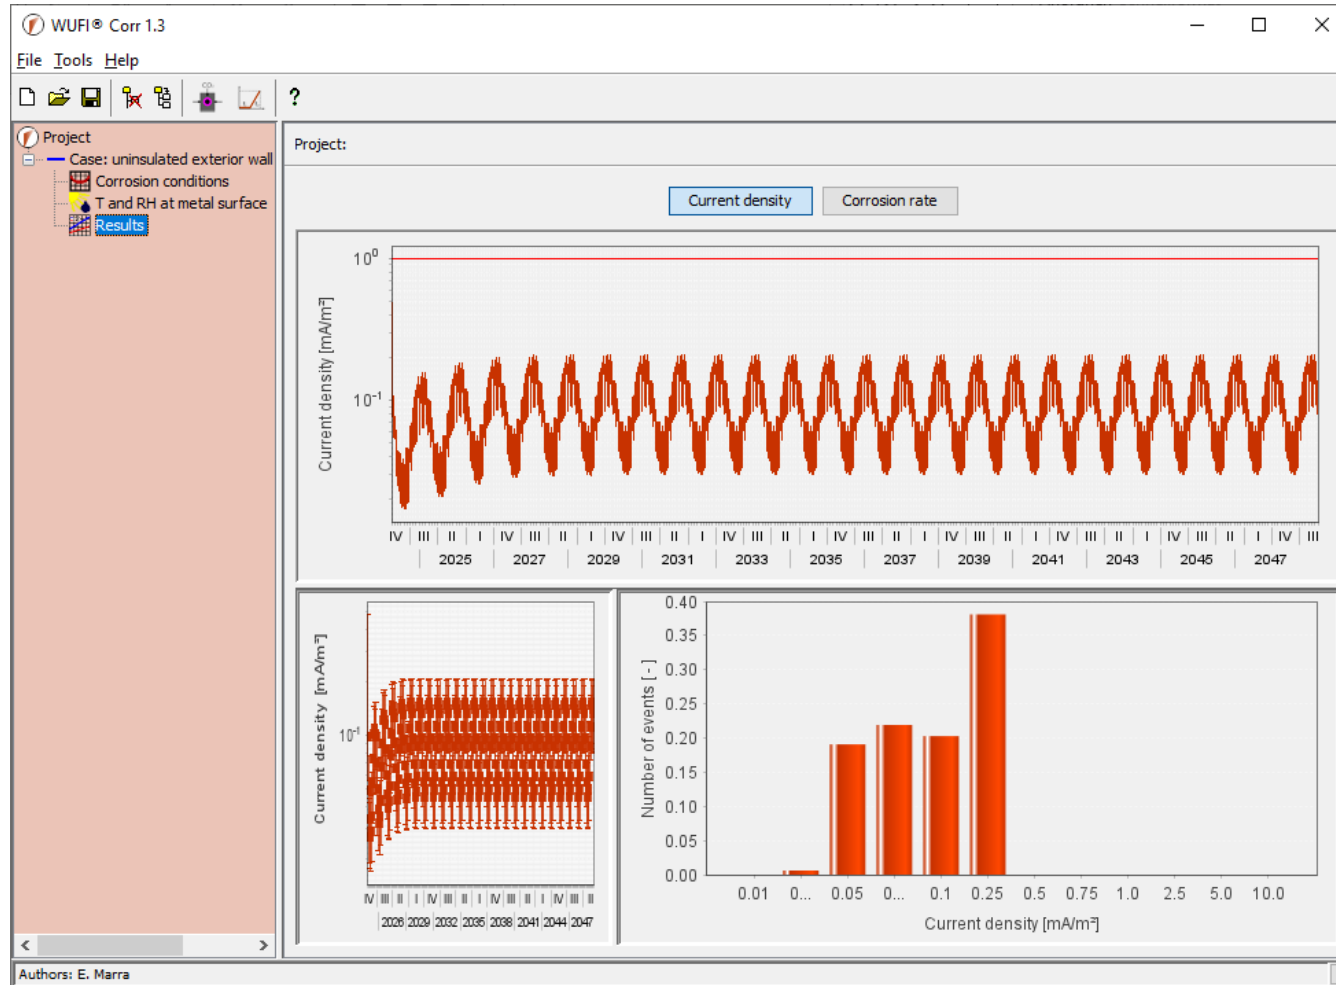 WUFI® Corr 1.3
File Tools Help
Project
Case: uninsulated exterior wall
Corrosion conditions
T and RH at metal surface
Results
Project:
Current density
Corrosion rate
Current density [mA/m²]
10⁰
10⁻¹
IV III II I IV III II I IV III II I IV III II I IV III II I IV III II I IV III
2025 2027 2029 2031 2033 2035 2037 2039 2041 2043 2045 2047
Current density [mA/m²]
10⁻¹
IV III II I IV III II I IV III II I IV III II
2026 2029 2032 2035 2038 2041 2044 2047
Number of events [ - ]
0.40
0.35
0.30
0.25
0.20
0.15
0.10
0.05
0.00
0.01 0... 0.05 0... 0.1 0.25 0.5 0.75 1.0 2.5 5.0 10.0
Current density [mA/m²]
Authors: E. Marra